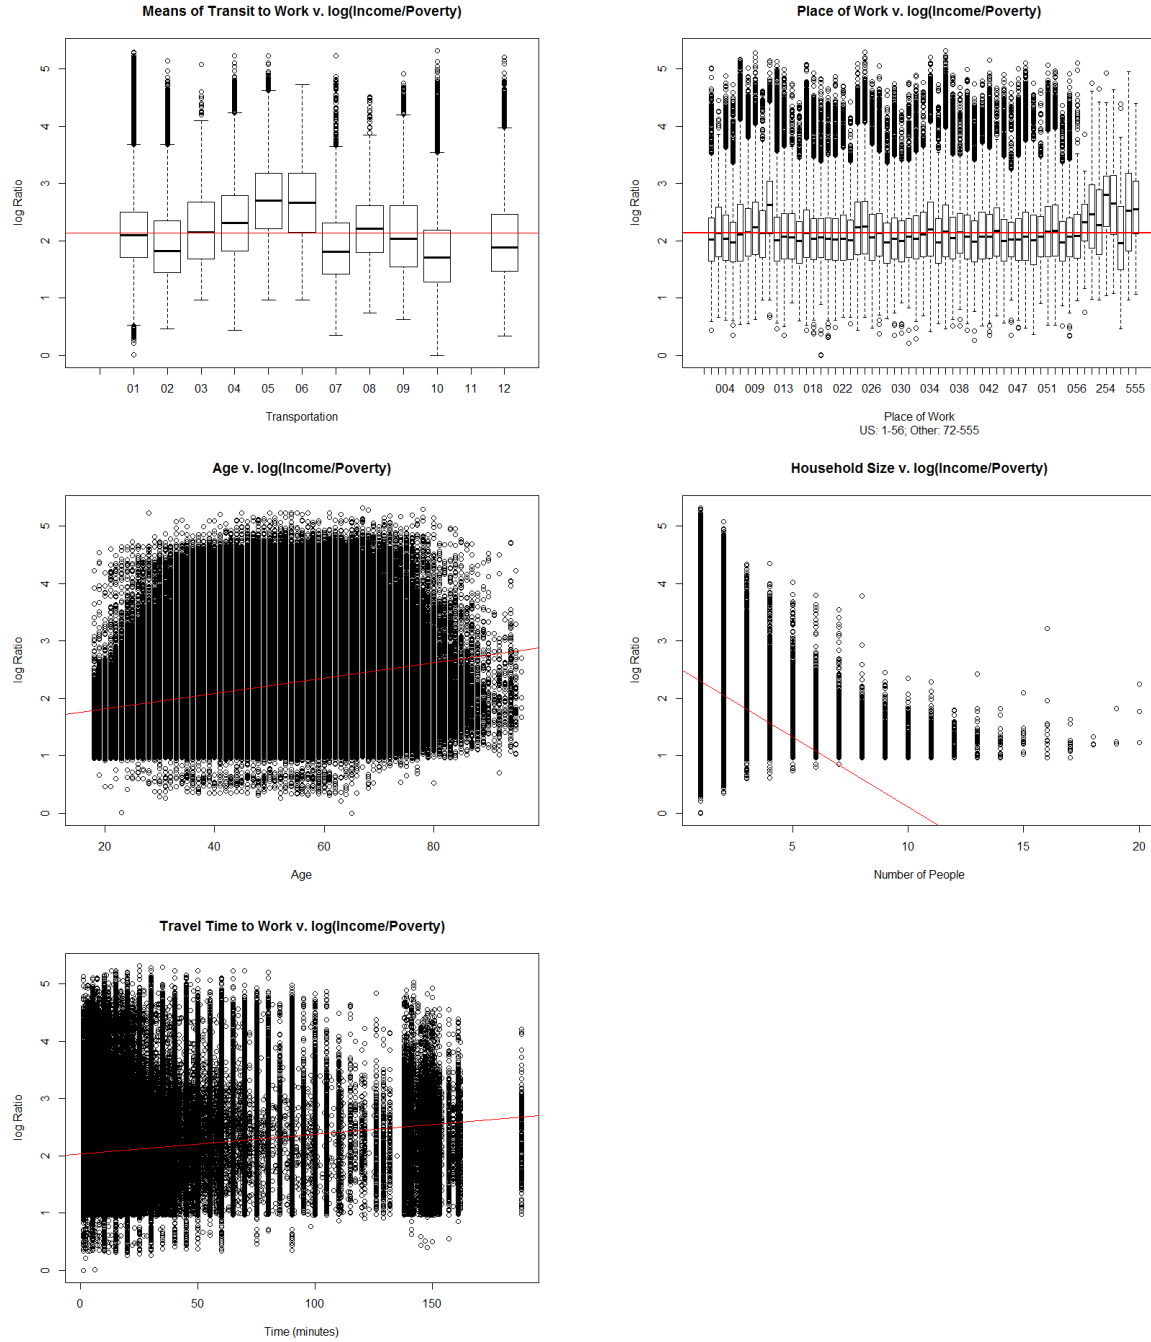 Means of Transit to Work v. log(Income/Poverty)
log Ratio
0 1 2 3 4 5
01 02 03 04 05 06 07 08 09 10 11 12
Transportation
Place of Work v. log(Income/Poverty)
log Ratio
0 1 2 3 4 5
004 009 013 018 022 026 030 034 038 042 047 051 056 254 555
Place of Work
US: 1-56; Other: 72-555
Age v. log(Income/Poverty)
log Ratio
0 1 2 3 4 5
20 40 60 80
Age
Household Size v. log(Income/Poverty)
log Ratio
0 1 2 3 4 5
5 10 15 20
Number of People
Travel Time to Work v. log(Income/Poverty)
log Ratio
0 1 2 3 4 5
0 50 100 150
Time (minutes)